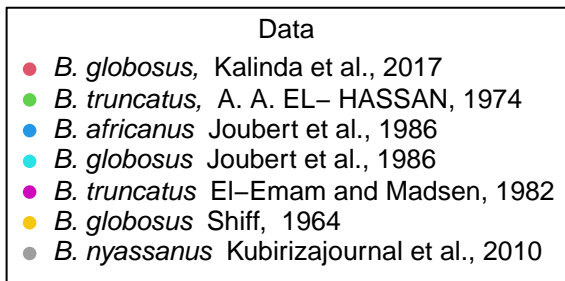 Data
B. globosus, Kalinda et al., 2017
B. truncatus, A. A. EL− HASSAN, 1974
B. africanus Joubert et al., 1986
B. globosus Joubert et al., 1986
B. truncatus El−Emam and Madsen, 1982
B. globosus Shiff, 1964
B. nyassanus Kubirizajournal et al., 2010